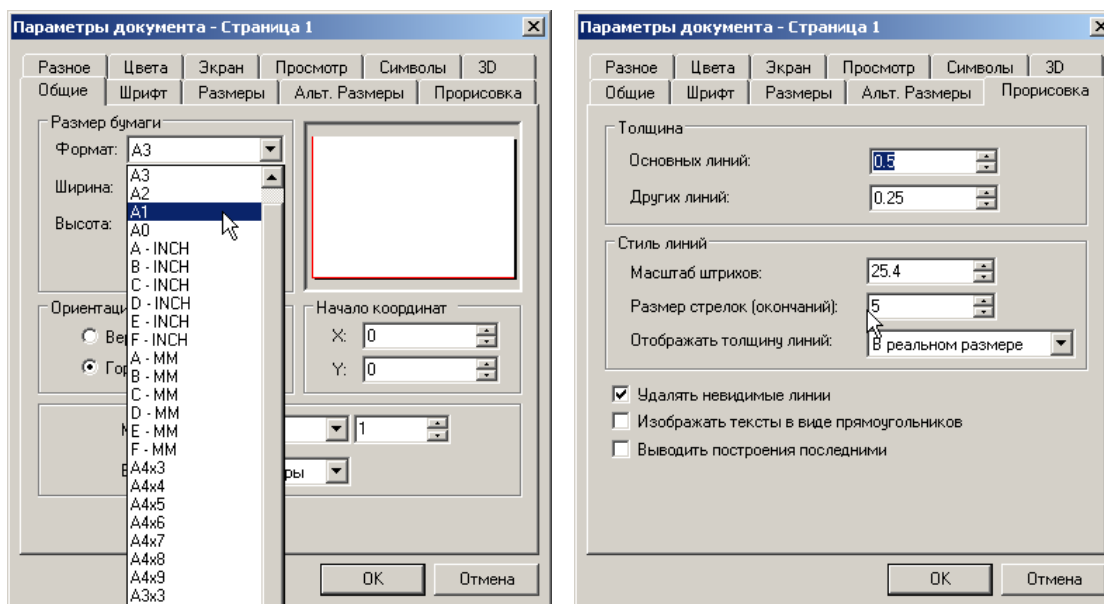 Параметры документа - Страница 1
Разное Цвета Экран Просмотр Символы 3D
Общие Шрифт Размеры Альт. Размеры Прорисовка
Размер бумаги
Формат: A3
Ширина:
Высота:
A3
A2
A1
A0
A - INCH
B - INCH
C - INCH
D - INCH
E - INCH
F - INCH
A - MM
B - MM
C - MM
D - MM
E - MM
F - MM
A4x3
A4x4
A4x5
A4x6
A4x7
A4x8
A4x9
A3x3
Начало координат
X: 0
Y: 0
1
OK Отмена
Параметры документа - Страница 1
Разное Цвета Экран Просмотр Символы 3D
Общие Шрифт Размеры Альт. Размеры Прорисовка
Толщина
Основных линий: 0.5
Других линий: 0.25
Стиль линий
Масштаб штрихов: 25.4
Размер стрелок (окончаний): 5
Отображать толщину линий: В реальном размере
Удалять невидимые линии
Изображать тексты в виде прямоугольников
Выводить построения последними
OK Отмена